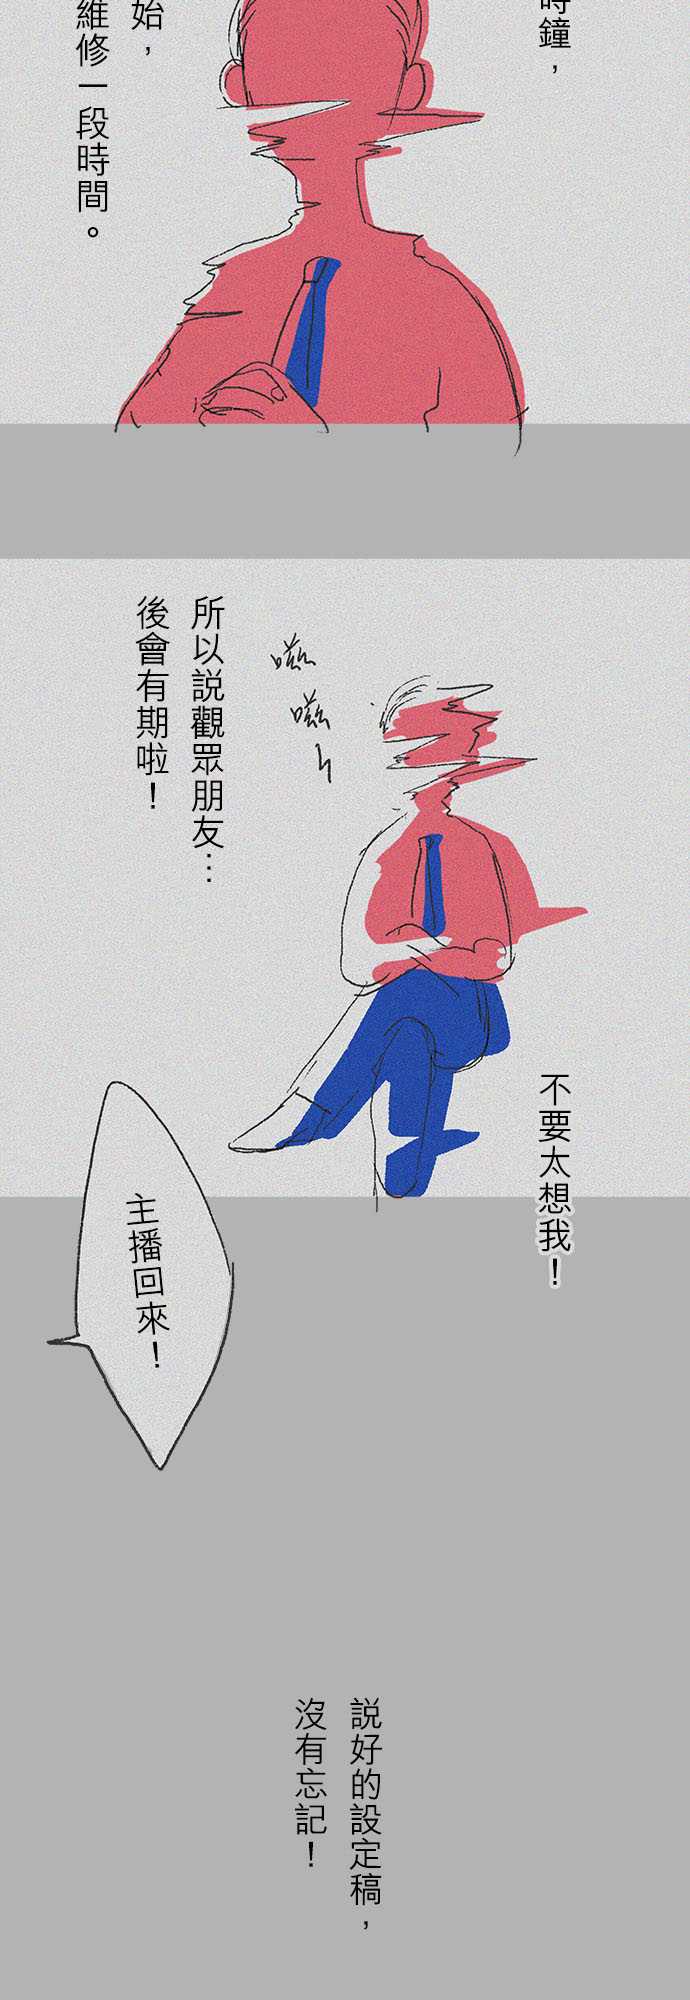 時鐘，
始，
維修一段時間。
所以說觀眾朋友…
後會有期啦！
嗞
嗞
不要太想我！
主播回來！
說好的設定稿，
沒有忘記！